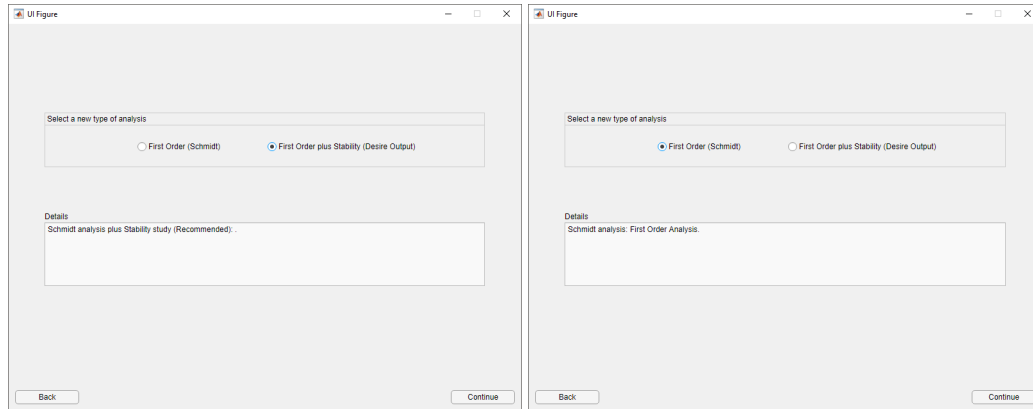 UI Figure
Select a new type of analysis
First Order (Schmidt)
First Order plus Stability (Desire Output)
Details
Schmidt analysis plus Stability study (Recommended): .
Back
Continue
UI Figure
Select a new type of analysis
First Order (Schmidt)
First Order plus Stability (Desire Output)
Details
Schmidt analysis: First Order Analysis.
Back
Continue